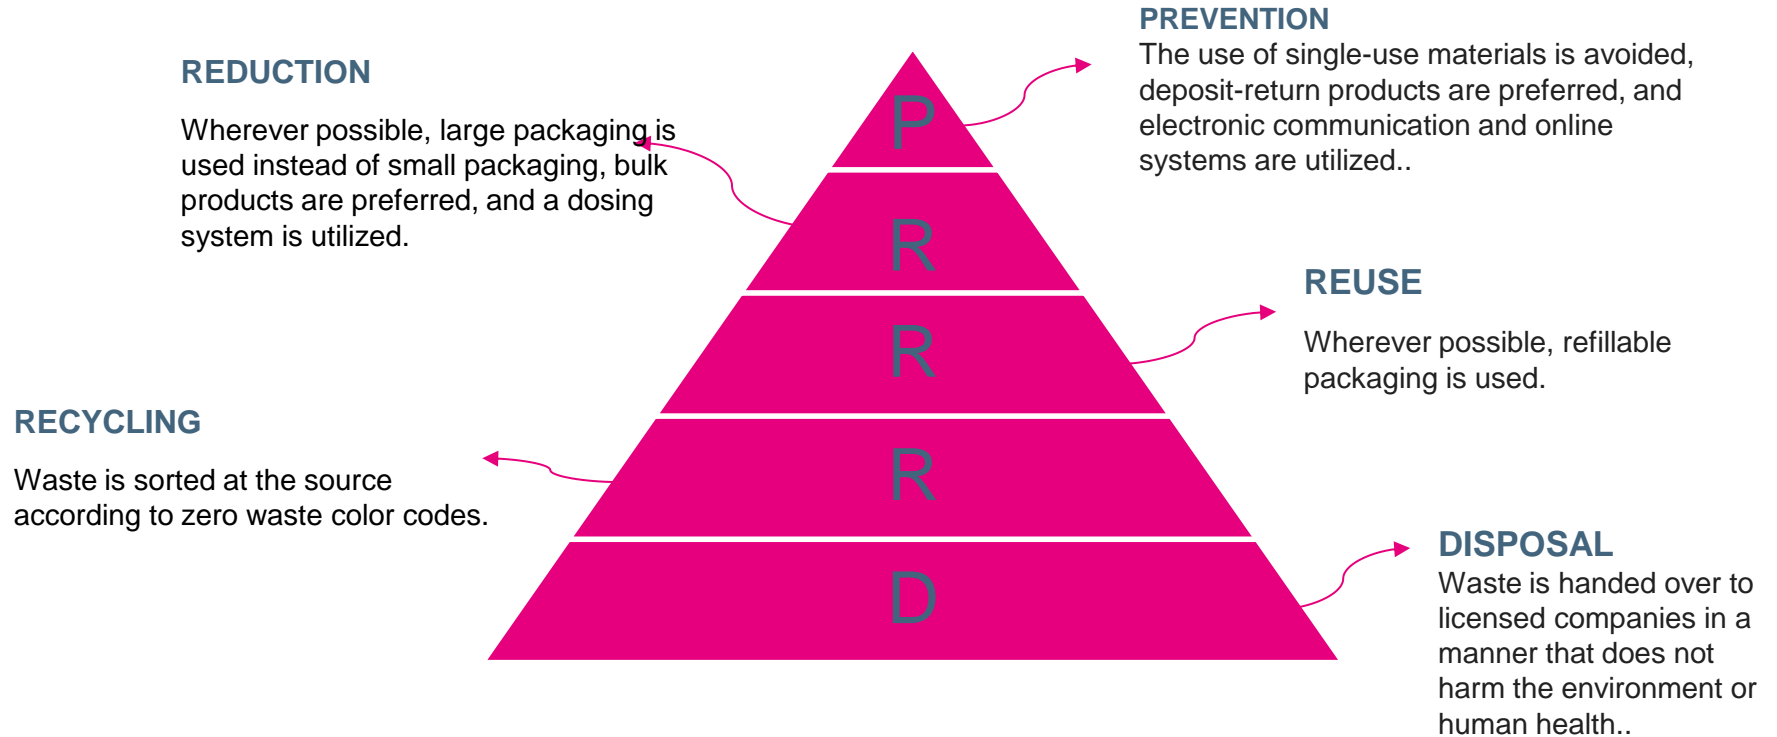 PREVENTION
The use of single-use materials is avoided,
deposit-return products are preferred, and
electronic communication and online
systems are utilized..
REDUCTION
Wherever possible, large packaging is
used instead of small packaging, bulk
products are preferred, and a dosing
system is utilized.
P
R
R
R
D
REUSE
Wherever possible, refillable
packaging is used.
RECYCLING
Waste is sorted at the source
according to zero waste color codes.
DISPOSAL
Waste is handed over to
licensed companies in a
manner that does not
harm the environment or
human health..